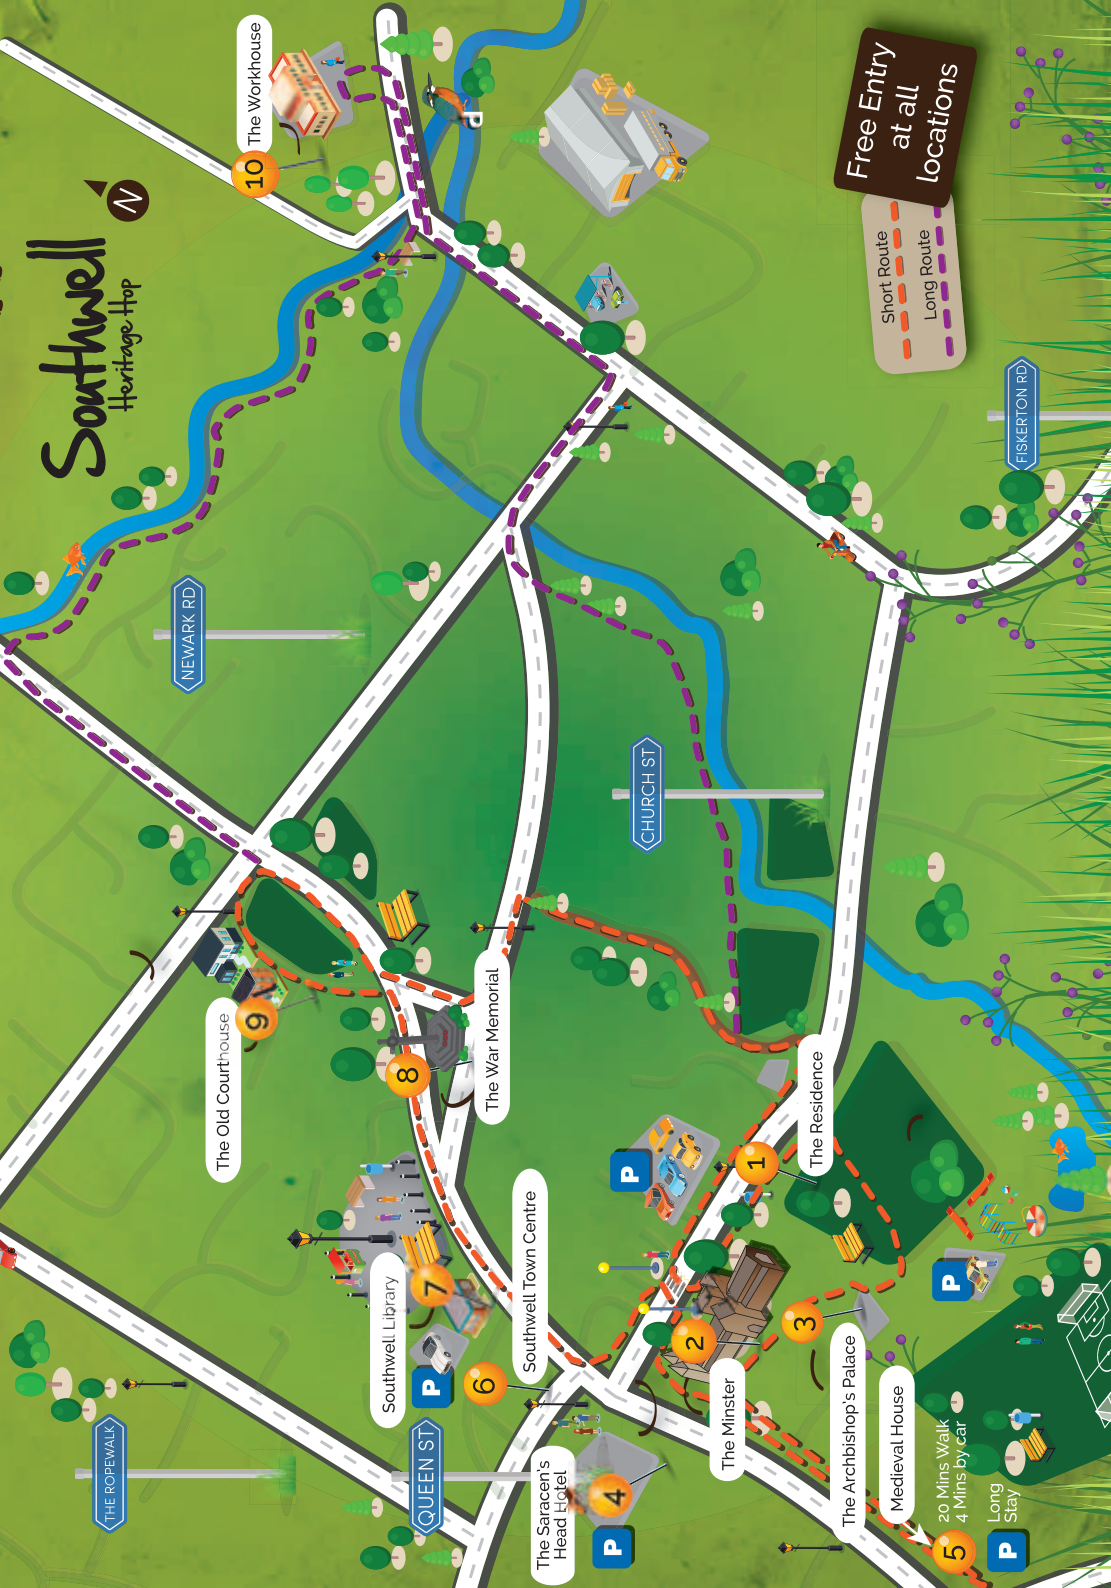 Southwell
Heritage Hop
N
10
The Workhouse
P
Free Entry
at all
locations
Short Route
Long Route
FISKERTON RD
NEWARK RD
CHURCH ST
The Old Courthouse
9
8
The War Memorial
The Residence
1
P
Southwell Library
7
Southwell Town Centre
6
P
2
The Minster
3
The Archbishop's Palace
P
Medieval House
20 Mins Walk
4 Mins by car
5
Long
Stay
P
The Saracen's
Head Hotel
4
P
QUEEN ST
THE ROPEWALK